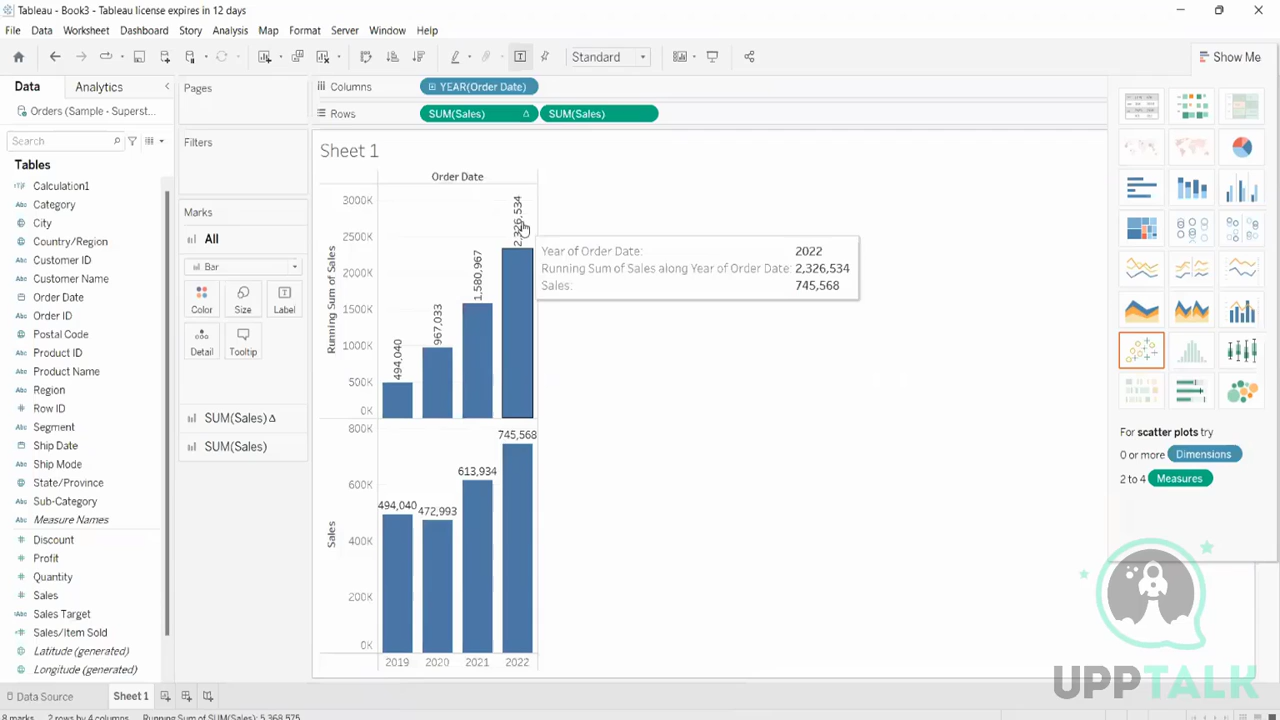 Tableau - Book3 - Tableau license expires in 12 days
File Data Worksheet Dashboard Story Analysis Map Format Server Window Help
Standard
Show Me
Data Analytics
Orders (Sample - Superst...
Search
Tables
Calculation1
Category
City
Country/Region
Customer ID
Customer Name
Order Date
Order ID
Postal Code
Product ID
Product Name
Region
Row ID
Segment
Ship Date
Ship Mode
State/Province
Sub-Category
Measure Names
Discount
Profit
Quantity
Sales
Sales Target
Sales/Item Sold
Latitude (generated)
Longitude (generated)
Pages
Filters
Marks
All
Bar
Color Size Label
Detail Tooltip
SUM(Sales) Δ
SUM(Sales)
Columns YEAR(Order Date)
Rows SUM(Sales) Δ SUM(Sales)
Sheet 1
Order Date
Running Sum of Sales
3000K
2500K
2000K
1500K
1000K
500K
0K
494,040
967,033
1,580,967
2,326,534
Year of Order Date: 2022
Running Sum of Sales along Year of Order Date: 2,326,534
Sales: 745,568
Sales
800K
600K
400K
200K
0K
494,040
472,993
613,934
745,568
2019 2020 2021 2022
For scatter plots try
0 or more Dimensions
2 to 4 Measures
UPPTALK
Data Source Sheet 1
8 marks 2 rows by 4 columns Running Sum of SUM(Sales): 5,368,575